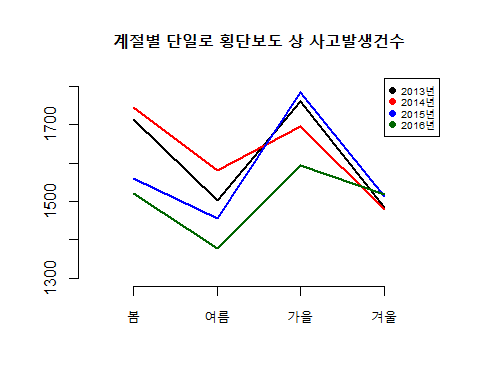 계절별 단일로 횡단보도 상 사고발생건수
2013년
2014년
2015년
2016년
1700
1500
1300
봄 여름 가을 겨울